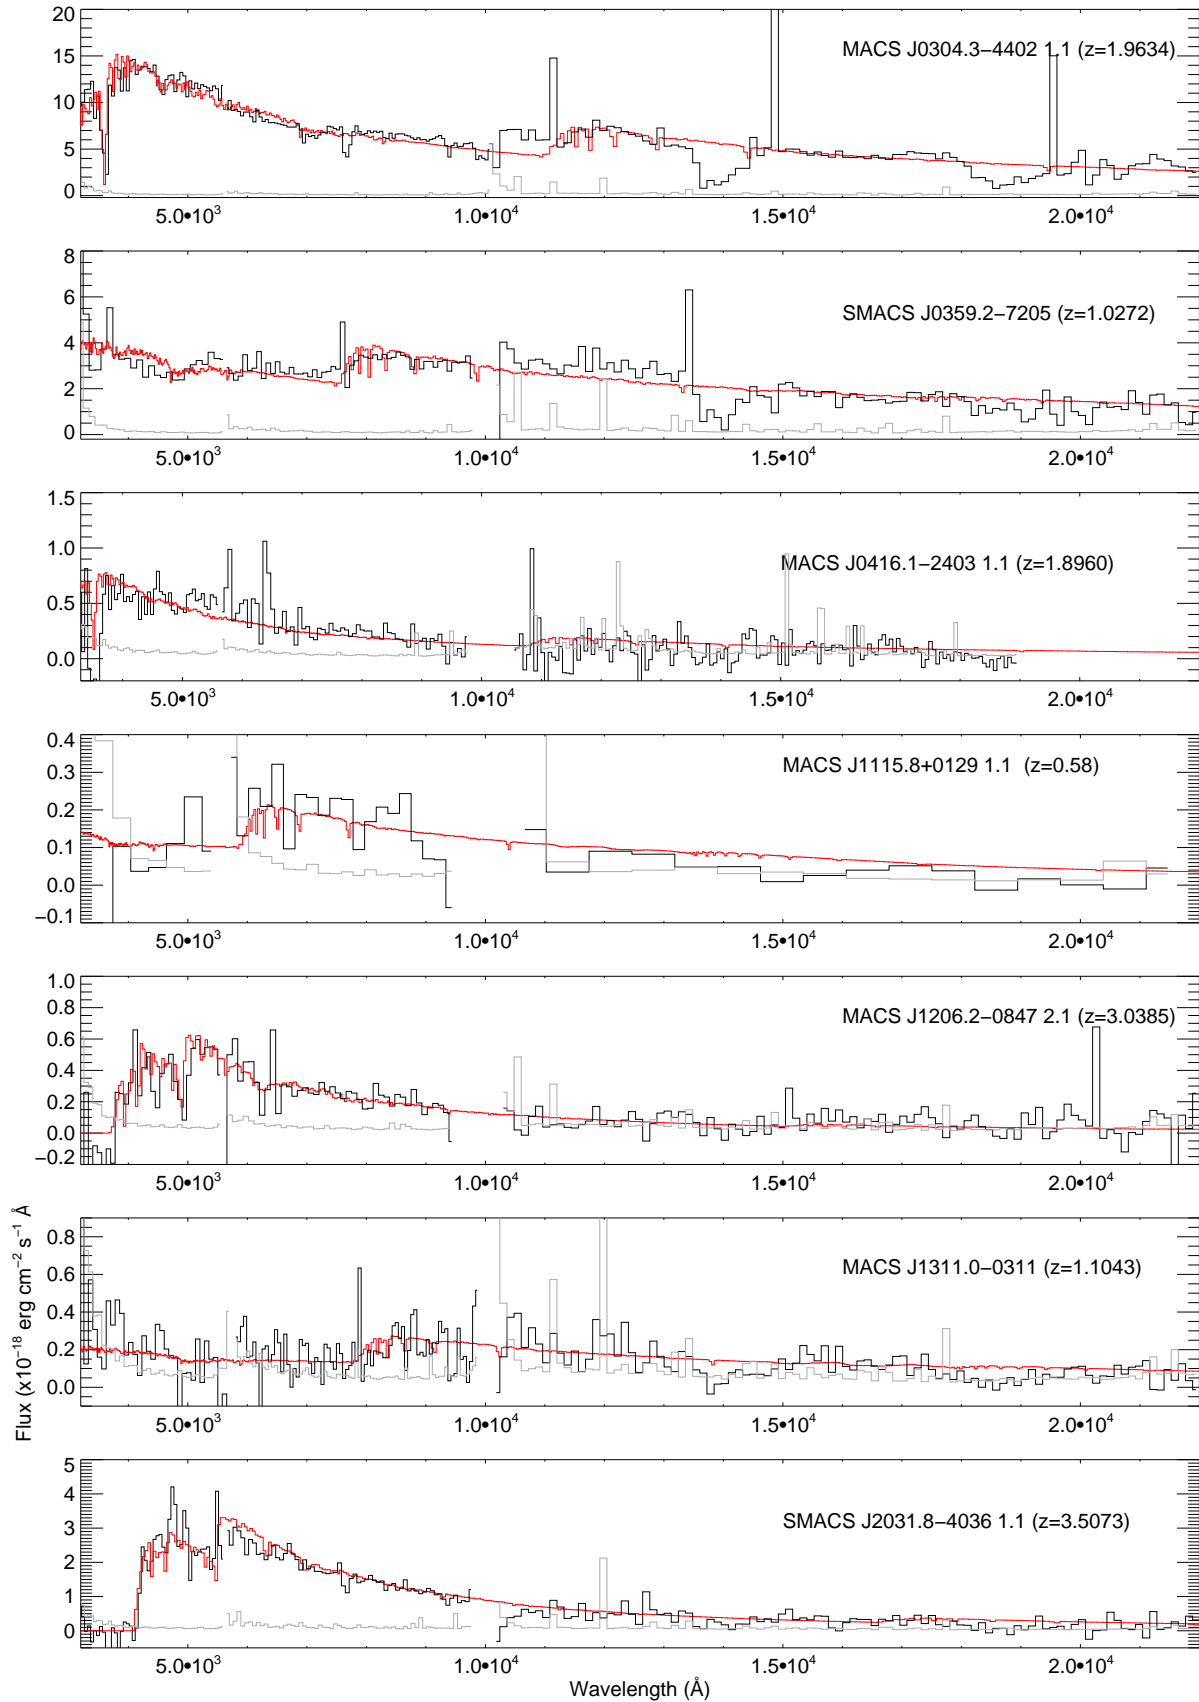 20
15
10
5
0
MACS J0304.3−4402 1.1 (z=1.9634)
5.0•10³ 1.0•10⁴ 1.5•10⁴ 2.0•10⁴
8
6
4
2
0
SMACS J0359.2−7205 (z=1.0272)
5.0•10³ 1.0•10⁴ 1.5•10⁴ 2.0•10⁴
1.5
1.0
0.5
0.0
MACS J0416.1−2403 1.1 (z=1.8960)
5.0•10³ 1.0•10⁴ 1.5•10⁴ 2.0•10⁴
0.4
0.3
0.2
0.1
0.0
−0.1
MACS J1115.8+0129 1.1 (z=0.58)
5.0•10³ 1.0•10⁴ 1.5•10⁴ 2.0•10⁴
1.0
0.8
0.6
0.4
0.2
0.0
−0.2
MACS J1206.2−0847 2.1 (z=3.0385)
5.0•10³ 1.0•10⁴ 1.5•10⁴ 2.0•10⁴
0.8
0.6
0.4
0.2
0.0
MACS J1311.0−0311 (z=1.1043)
5.0•10³ 1.0•10⁴ 1.5•10⁴ 2.0•10⁴
5
4
3
2
1
0
SMACS J2031.8−4036 1.1 (z=3.5073)
5.0•10³ 1.0•10⁴ 1.5•10⁴ 2.0•10⁴
Wavelength (Å)
Flux (x10⁻¹⁸ erg cm⁻² s⁻¹ Å